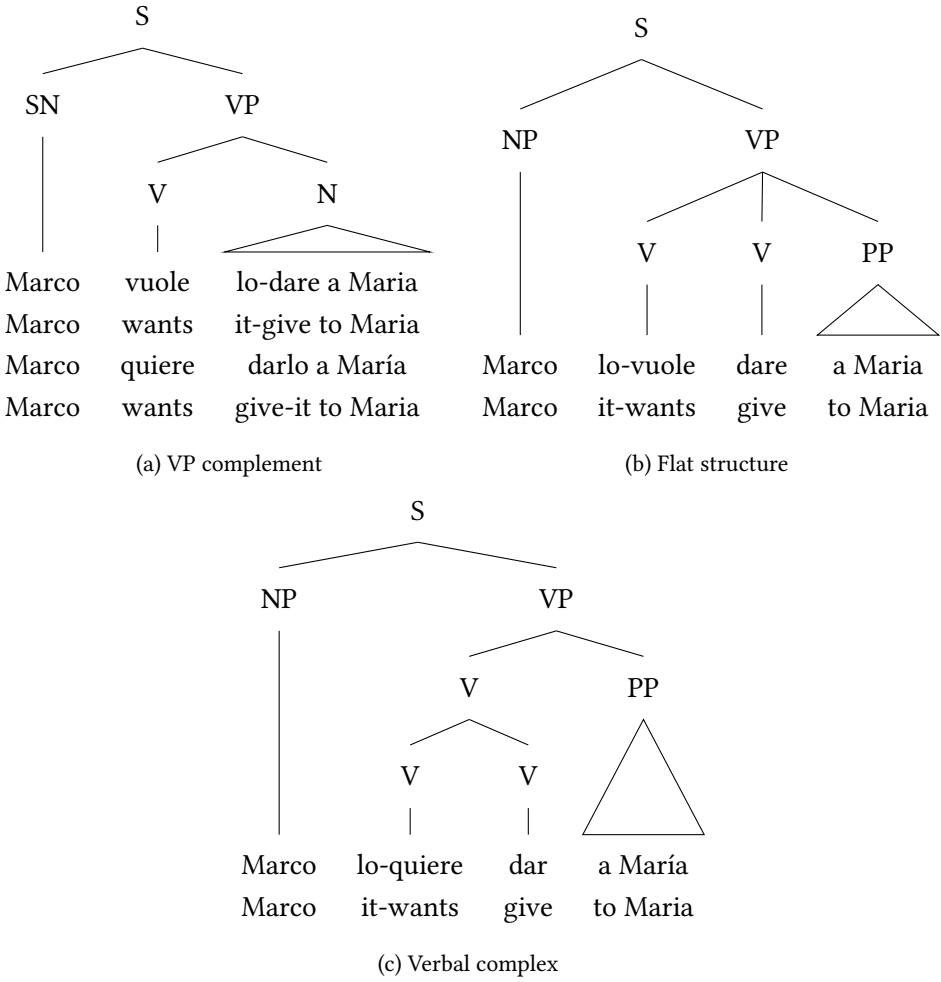 S
SN VP
V N
Marco vuole lo-dare a Maria
Marco wants it-give to Maria
Marco quiere darlo a María
Marco wants give-it to Maria
(a) VP complement
S
NP VP
V V PP
Marco lo-vuole dare a Maria
Marco it-wants give to Maria
(b) Flat structure
S
NP VP
V PP
V V
Marco lo-quiere dar a María
Marco it-wants give to Maria
(c) Verbal complex